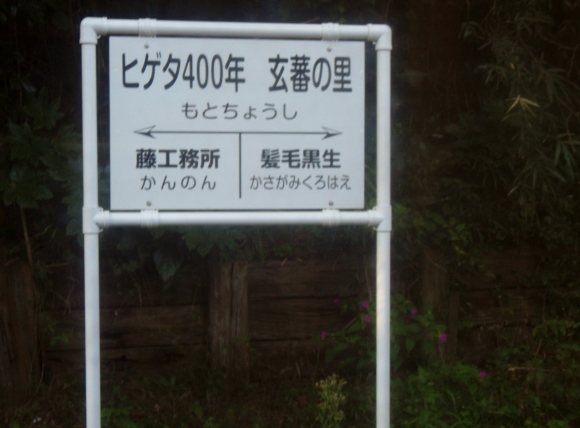 ヒゲタ400年 玄蕃の里
もとちょうし
藤工務所 髪毛黒生
かんのん かさがみくろはえ